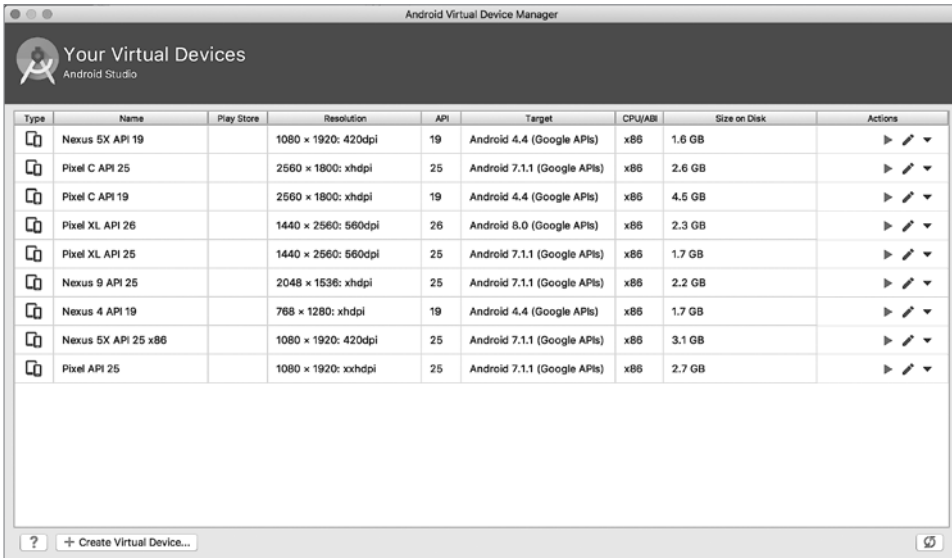 Android Virtual Device Manager
Your Virtual Devices
Android Studio
Type Name Play Store Resolution API Target CPU/ABI Size on Disk Actions
Nexus 5X API 19 1080 × 1920: 420dpi 19 Android 4.4 (Google APIs) x86 1.6 GB
Pixel C API 25 2560 × 1800: xhdpi 25 Android 7.1.1 (Google APIs) x86 2.6 GB
Pixel C API 19 2560 × 1800: xhdpi 19 Android 4.4 (Google APIs) x86 4.5 GB
Pixel XL API 26 1440 × 2560: 560dpi 26 Android 8.0 (Google APIs) x86 2.3 GB
Pixel XL API 25 1440 × 2560: 560dpi 25 Android 7.1.1 (Google APIs) x86 1.7 GB
Nexus 9 API 25 2048 × 1536: xhdpi 25 Android 7.1.1 (Google APIs) x86 2.2 GB
Nexus 4 API 19 768 × 1280: xhdpi 19 Android 4.4 (Google APIs) x86 1.7 GB
Nexus 5X API 25 x86 1080 × 1920: 420dpi 25 Android 7.1.1 (Google APIs) x86 3.1 GB
Pixel API 25 1080 × 1920: xxhdpi 25 Android 7.1.1 (Google APIs) x86 2.7 GB
? + Create Virtual Device...